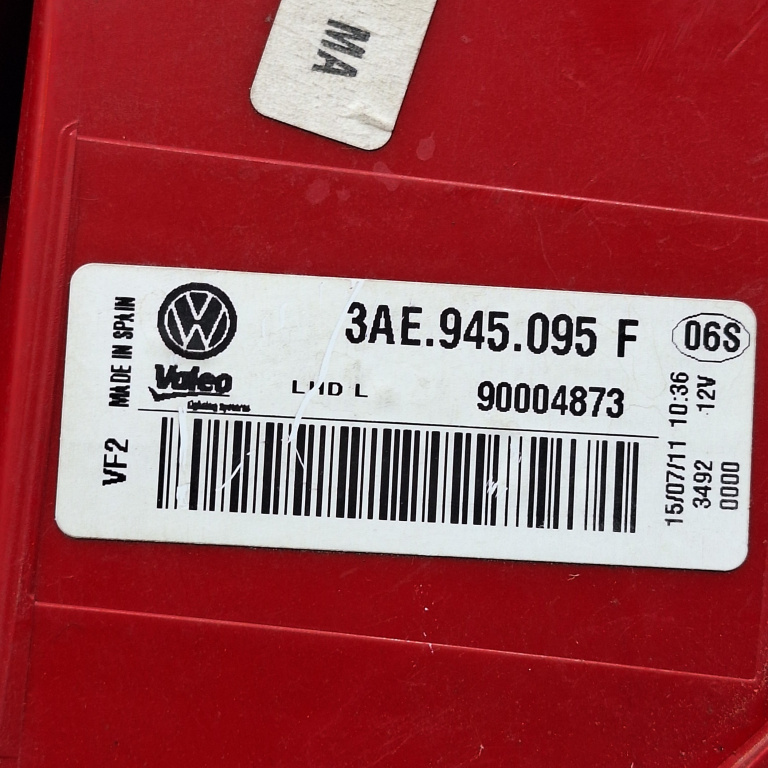 MA
3AE.945.095 F
06S
MADE IN SPAIN
Valeo
Lighting Systems
LHD L
90004873
VF2
15/07/11 10:36
3492 12V
0000